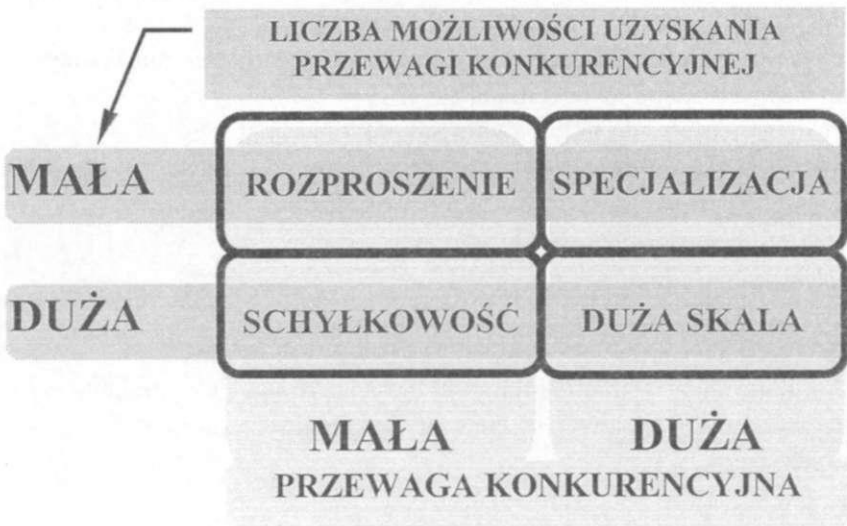 LICZBA MOŻLIWOŚCI UZYSKANIA
PRZEWAGI KONKURENCYJNEJ
MAŁA ROZPROSZENIE SPECJALIZACJA
DUŻA SCHYŁKOWOŚĆ DUŻA SKALA
MAŁA DUŻA
PRZEWAGA KONKURENCYJNA